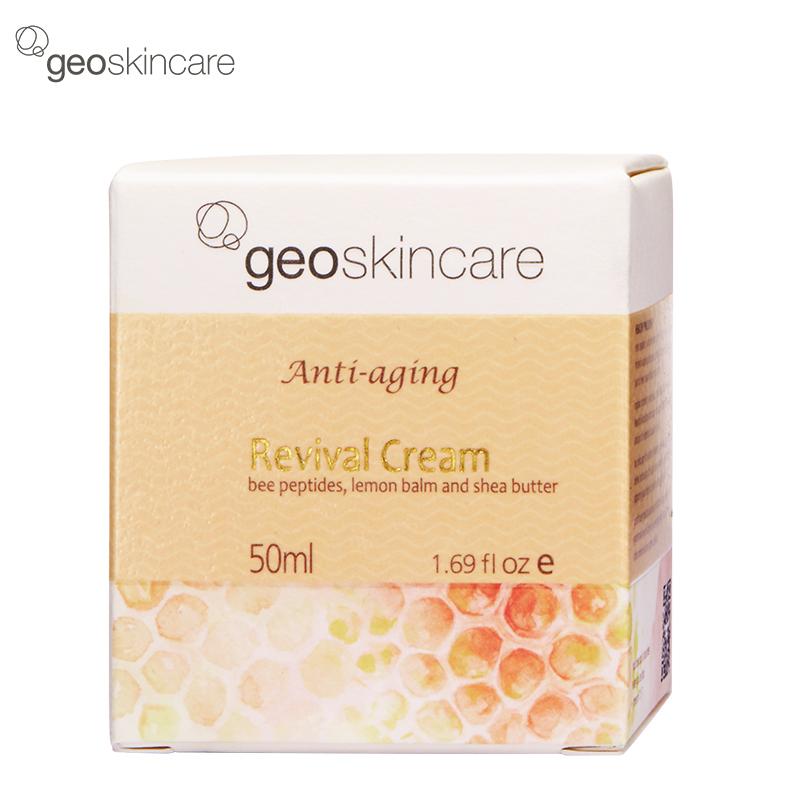 geoskincare
geoskincare
Anti-aging
Revival Cream
bee peptides, lemon balm and shea butter
50ml
1.69 fl oz e